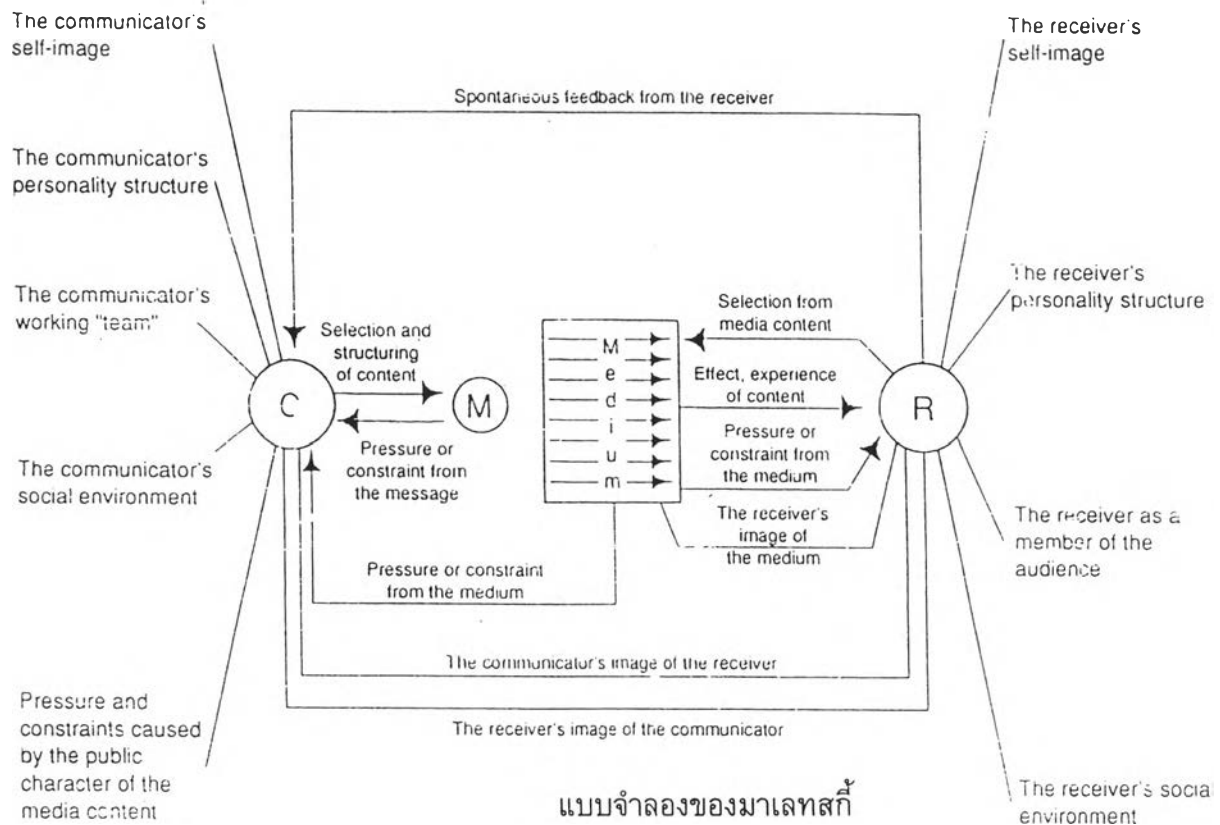 The communicator's
self-image
The communicator's
personality structure
The communicator's
working "team"
The communicator's
social environment
Pressure and
constraints caused
by the public
character of the
media content
Spontaneous feedback from the receiver
C
Selection and
structuring
of content
M
Pressure or
constraint from
the message
Pressure or constraint
from the medium
M
e
d
i
u
m
Selection from
media content
Effect, experience
of content
Pressure or
constraint from
the medium
The receiver's
image of
the medium
R
The communicator's image of the receiver
The receiver's image of the communicator
The receiver's
self-image
The receiver's
personality structure
The receiver as a
member of the
audience
The receiver's social
environment
แบบจำลองของมาเลทสกี้